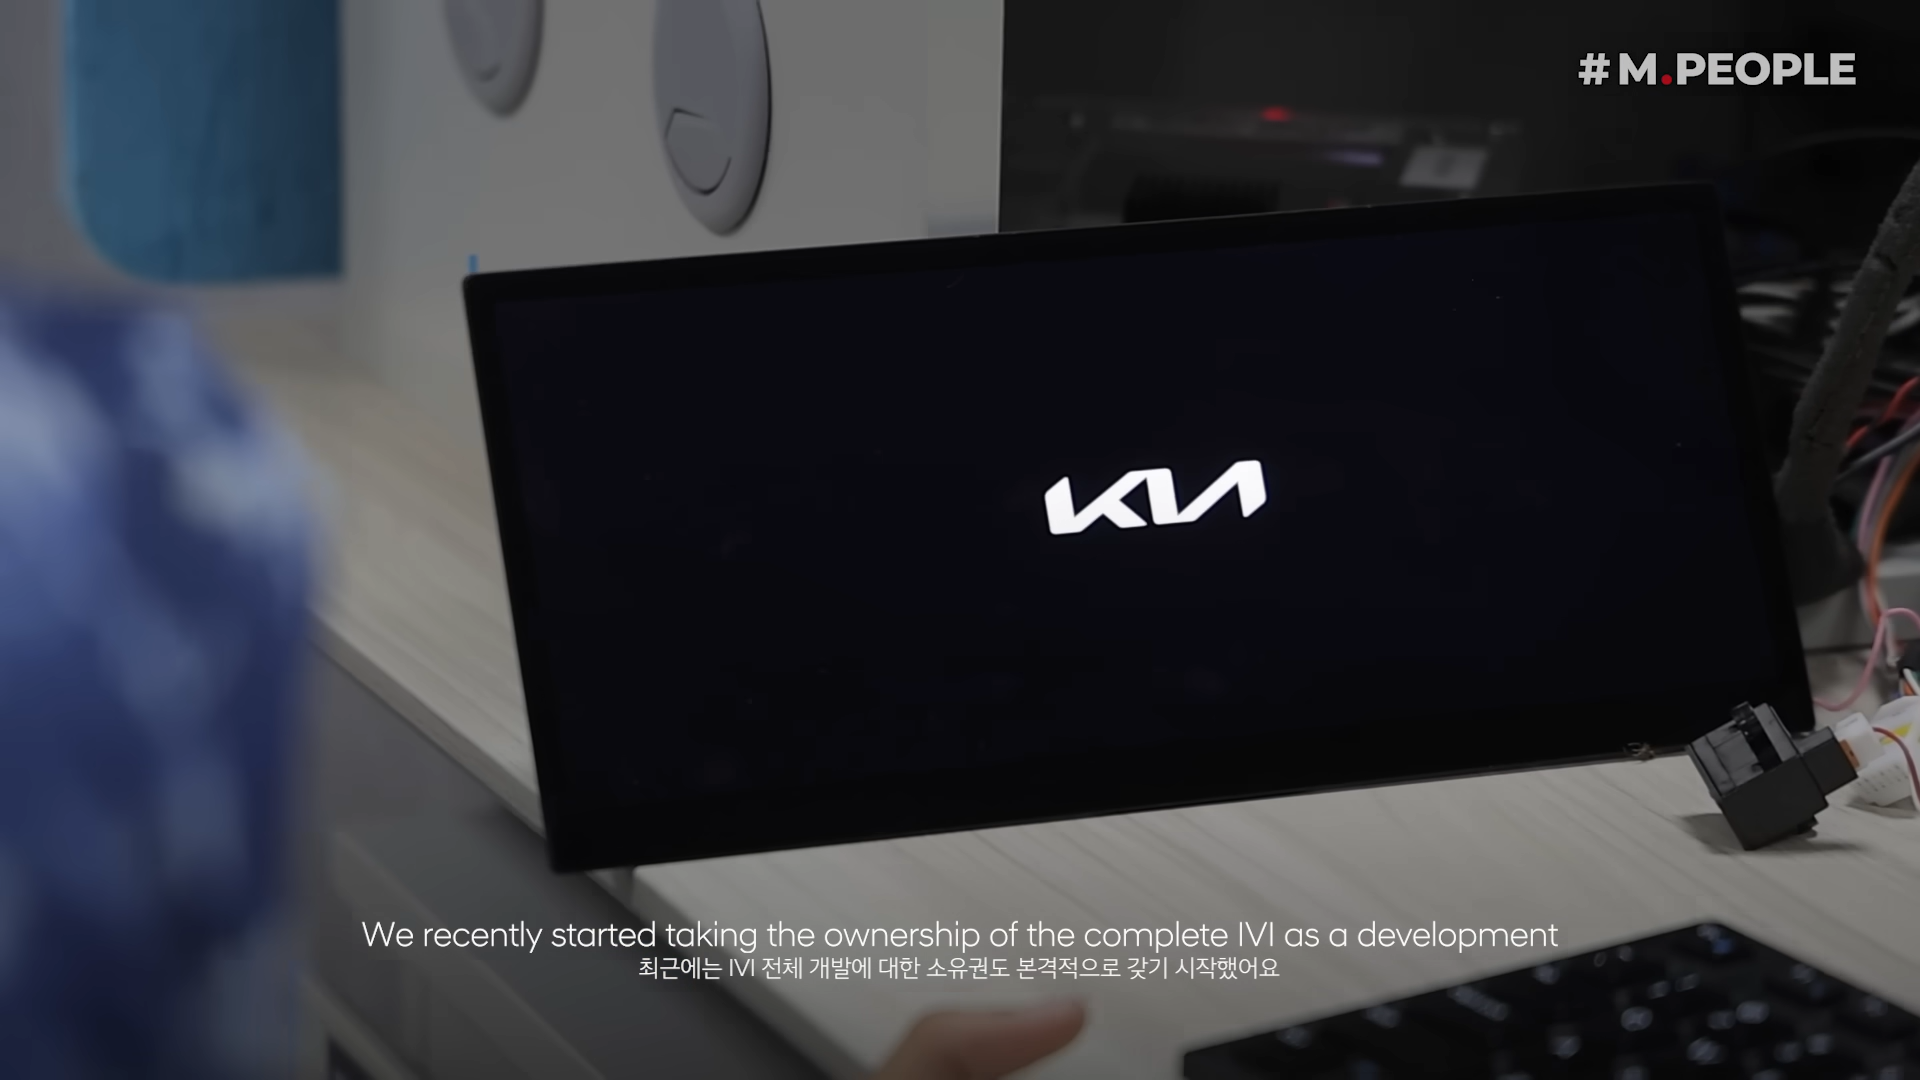 #M.PEOPLE
KIA
We recently started taking the ownership of the complete IVI as a development
최근에는 IVI 전체 개발에 대한 소유권도 본격적으로 갖기 시작했어요